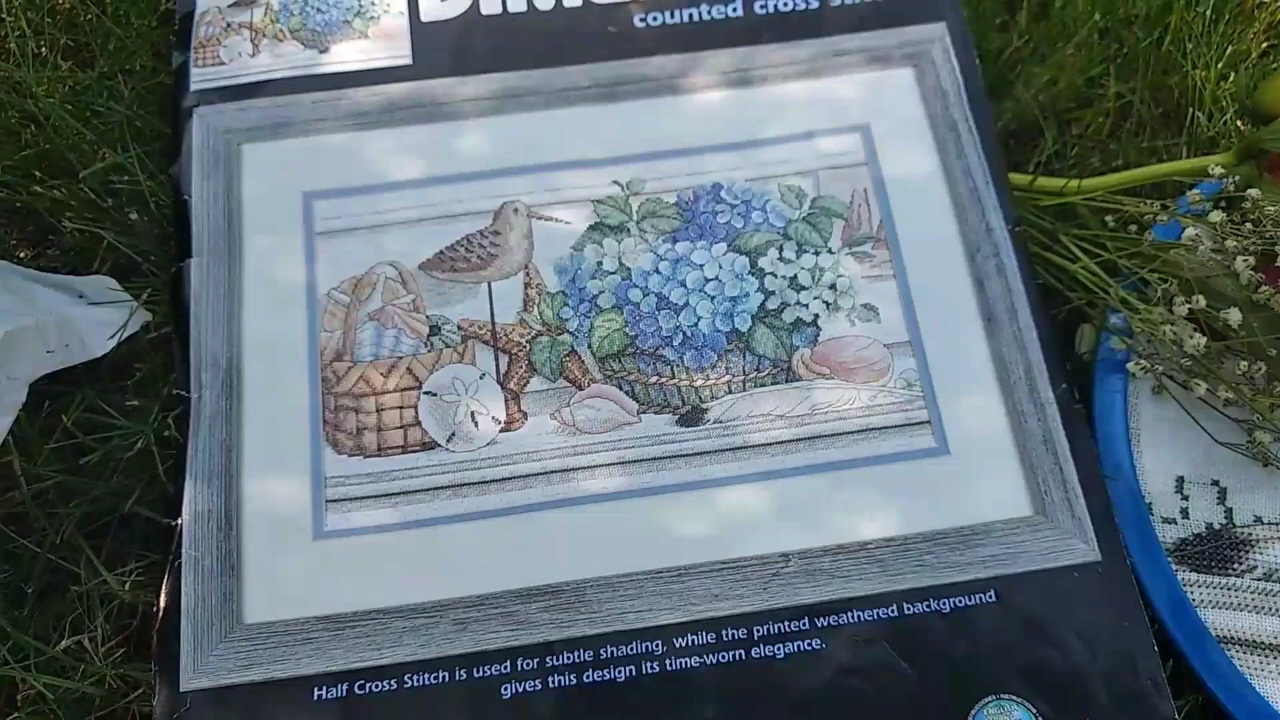 counted cross
Half Cross Stitch is used for subtle shading, while the printed weathered background
gives this design its time-worn elegance.
ENGLISH